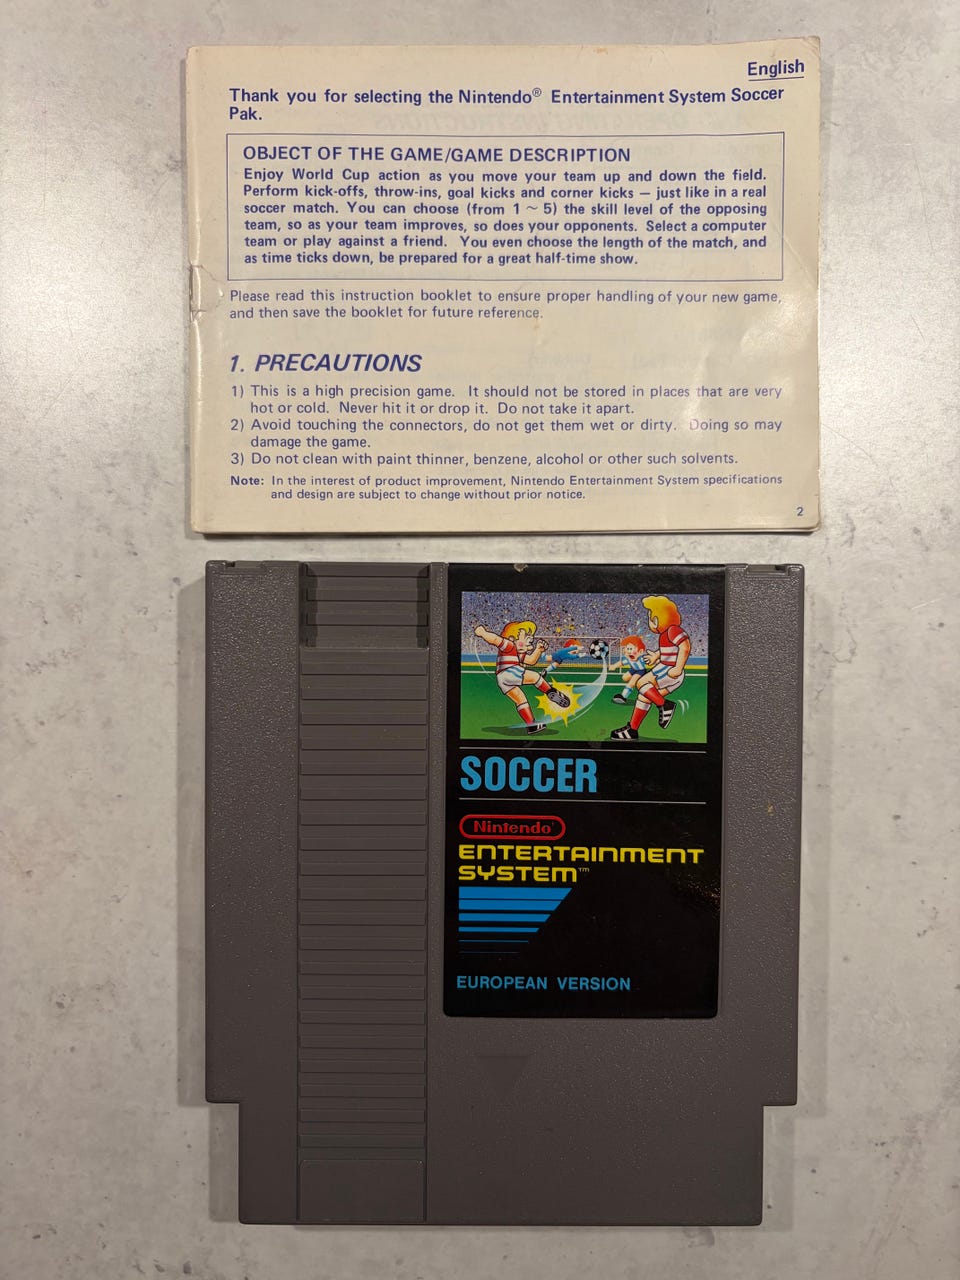 English
Thank you for selecting the Nintendo® Entertainment System Soccer
Pak.
OBJECT OF THE GAME/GAME DESCRIPTION
Enjoy World Cup action as you move your team up and down the field.
Perform kick-offs, throw-ins, goal kicks and corner kicks — just like in a real
soccer match. You can choose (from 1 ~ 5) the skill level of the opposing
team, so as your team improves, so does your opponents. Select a computer
team or play against a friend. You even choose the length of the match, and
as time ticks down, be prepared for a great half-time show.
Please read this instruction booklet to ensure proper handling of your new game,
and then save the booklet for future reference.
1. PRECAUTIONS
1) This is a high precision game. It should not be stored in places that are very
hot or cold. Never hit it or drop it. Do not take it apart.
2) Avoid touching the connectors, do not get them wet or dirty. Doing so may
damage the game.
3) Do not clean with paint thinner, benzene, alcohol or other such solvents.
Note: In the interest of product improvement, Nintendo Entertainment System specifications
and design are subject to change without prior notice.
2
SOCCER
Nintendo®
ENTERTAINMENT
SYSTEM™
EUROPEAN VERSION